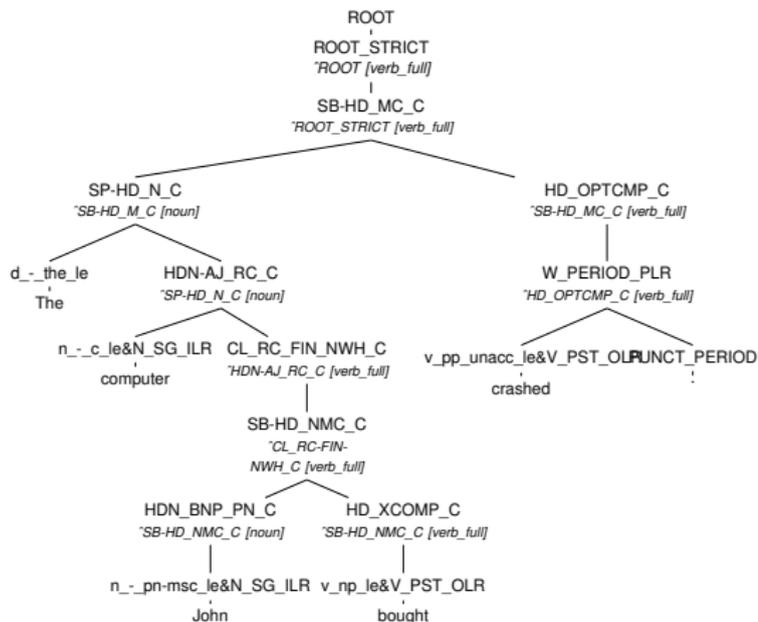 ROOT
ROOT_STRICT
^ROOT [verb_full]
SB-HD_MC_C
^ROOT_STRICT [verb_full]
SP-HD_N_C HD_OPTCMP_C
^SB-HD_M_C [noun] ^SB-HD_MC_C [verb_full]
d_-_the_le HDN-AJ_RC_C W_PERIOD_PLR
The ^SP-HD_N_C [noun] ^HD_OPTCMP_C [verb_full]
n_-_c_le&N_SG_ILR CL_RC_FIN_NWH_C v_pp_unacc_le&V_PST_OLR PUNCT_PERIOD
computer ^HDN-AJ_RC_C [verb_full] crashed .
SB-HD_NMC_C
^CL_RC-FIN-
NWH_C [verb_full]
HDN_BNP_PN_C HD_XCOMP_C
^SB-HD_NMC_C [noun] ^SB-HD_NMC_C [verb_full]
n_-_pn-msc_le&N_SG_ILR v_np_le&V_PST_OLR
John bought